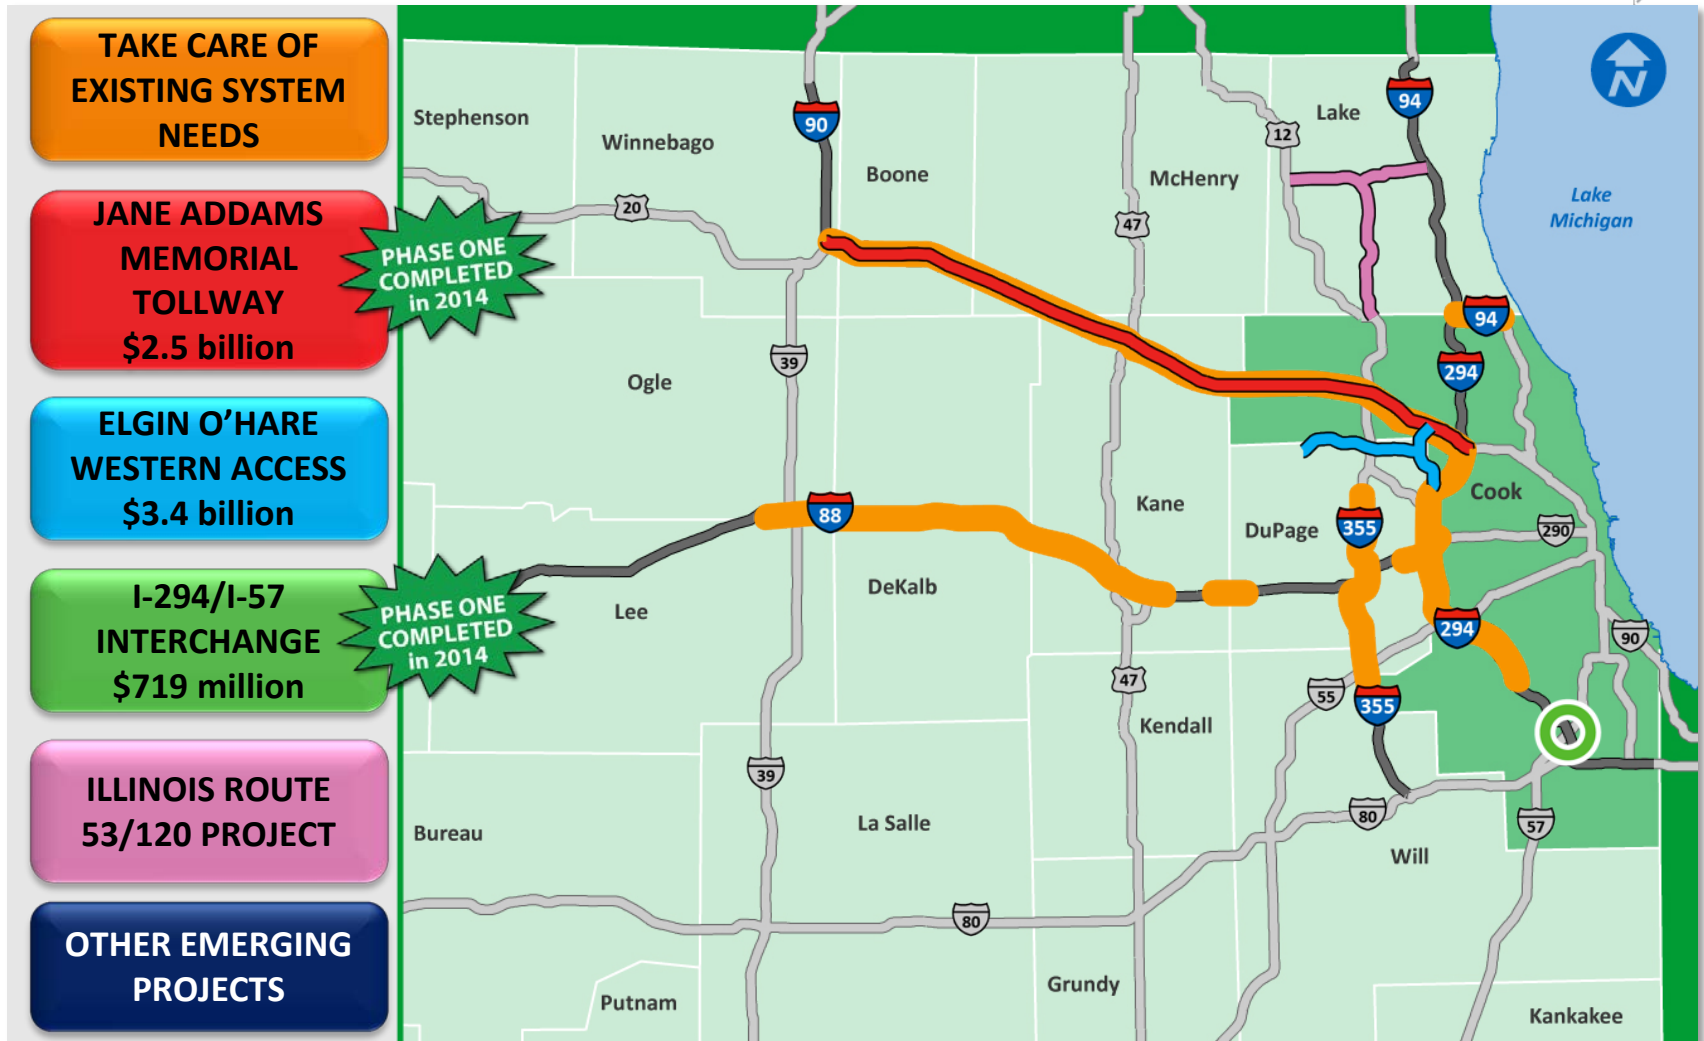 TAKE CARE OF
EXISTING SYSTEM
NEEDS
JANE ADDAMS
MEMORIAL
TOLLWAY
$2.5 billion
PHASE ONE
COMPLETED
in 2014
ELGIN O’HARE
WESTERN ACCESS
$3.4 billion
I-294/I-57
INTERCHANGE
$719 million
PHASE ONE
COMPLETED
in 2014
ILLINOIS ROUTE
53/120 PROJECT
OTHER EMERGING
PROJECTS
N
94
90
Stephenson
Lake
12
Winnebago
Boone
McHenry
Lake
Michigan
20
47
94
39
294
Ogle
Cook
Kane
88
355
DuPage
290
DeKalb
Lee
294
90
47
55
355
Kendall
39
80
57
La Salle
Bureau
Will
80
Grundy
Putnam
Kankakee